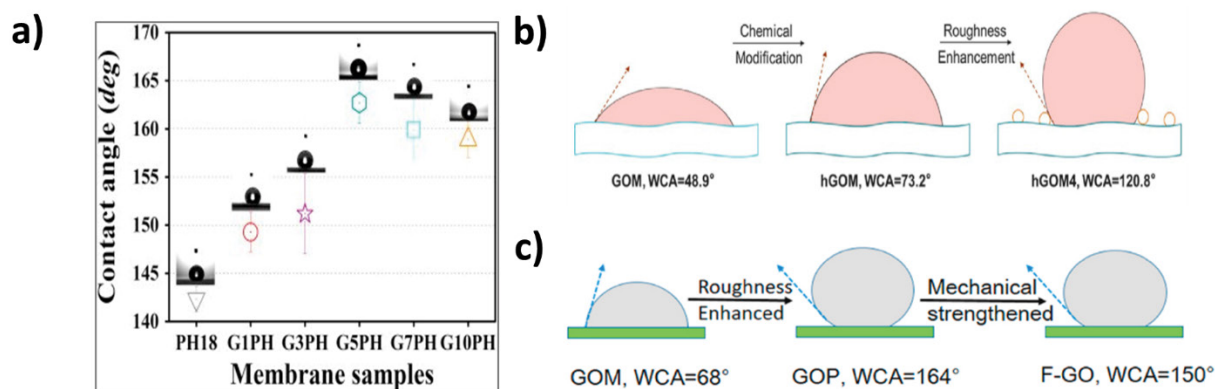 a)
Contact angle (deg)
170
165
160
155
150
145
140
PH18 G1PH G3PH G5PH G7PH G10PH
Membrane samples
b)
Chemical
Modification
Roughness
Enhancement
GOM, WCA=48.9°
hGOM, WCA=73.2°
hGOM4, WCA=120.8°
c)
Roughness
Enhanced
Mechanical
strengthened
GOM, WCA=68°
GOP, WCA=164°
F-GO, WCA=150°